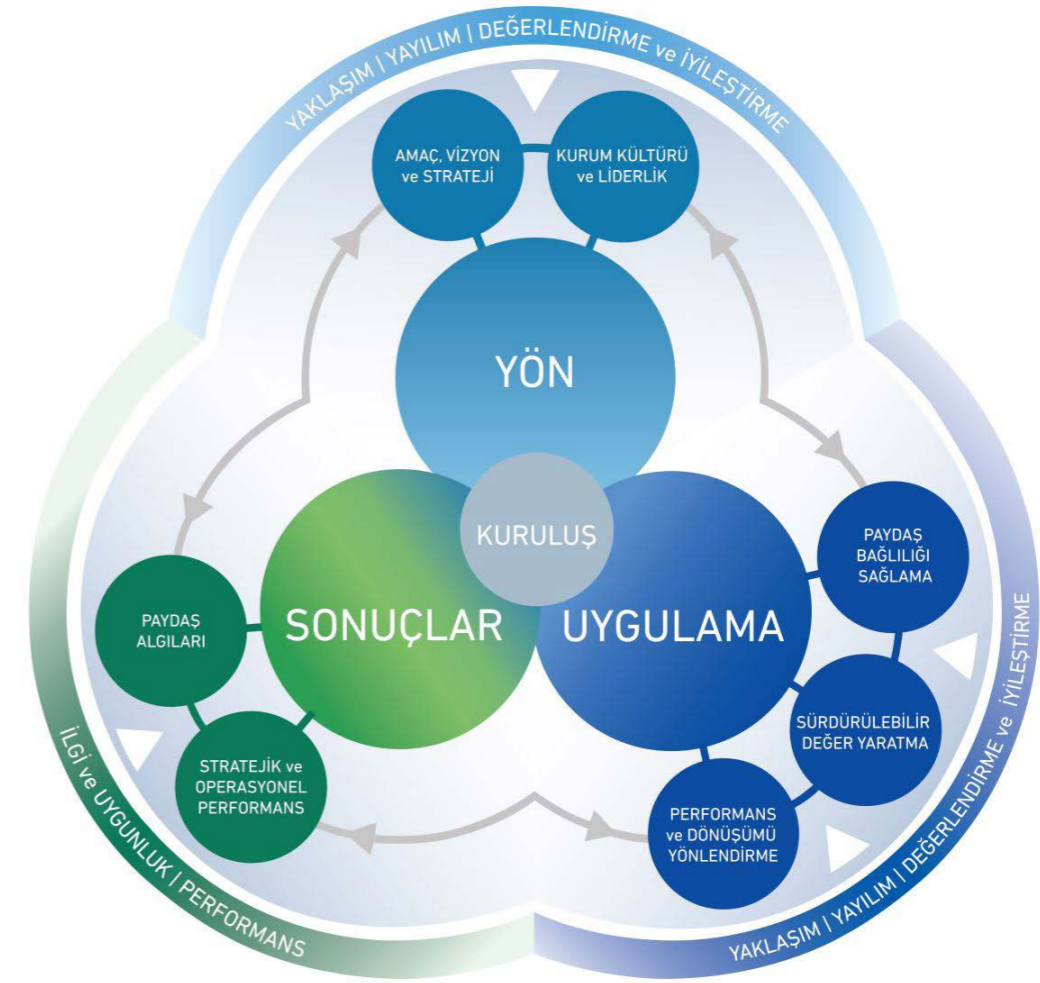 YAKLAŞIM | YAYILIM | DEĞERLENDİRME ve İYİLEŞTİRME
AMAÇ, VİZYON
ve STRATEJİ
KURUM KÜLTÜRÜ
ve LİDERLİK
YÖN
KURULUŞ
SONUÇLAR
UYGULAMA
PAYDAŞ
BAĞLILIĞI
SAĞLAMA
SÜRDÜRÜLEBİLİR
DEĞER YARATMA
PERFORMANS
ve DÖNÜŞÜMÜ
YÖNLENDİRME
PAYDAŞ
ALGILARI
STRATEJİK ve
OPERASYONEL
PERFORMANS
İLGİ ve UYGUNLUK | PERFORMANS
YAKLAŞIM | YAYILIM | DEĞERLENDİRME ve İYİLEŞTİRME